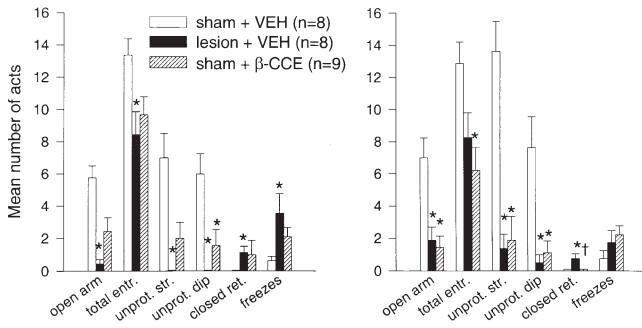 16
14
12
10
8
6
4
2
0
Mean number of acts
sham + VEH (n=8)
lesion + VEH (n=8)
sham + β-CCE (n=9)
* * * * * * *
open arm
total entr.
unprot. str.
unprot. dip
closed ret.
freezes
16
14
12
10
8
6
4
2
0
* * * * * * * * †
open arm
total entr.
unprot. str.
unprot. dip
closed ret.
freezes